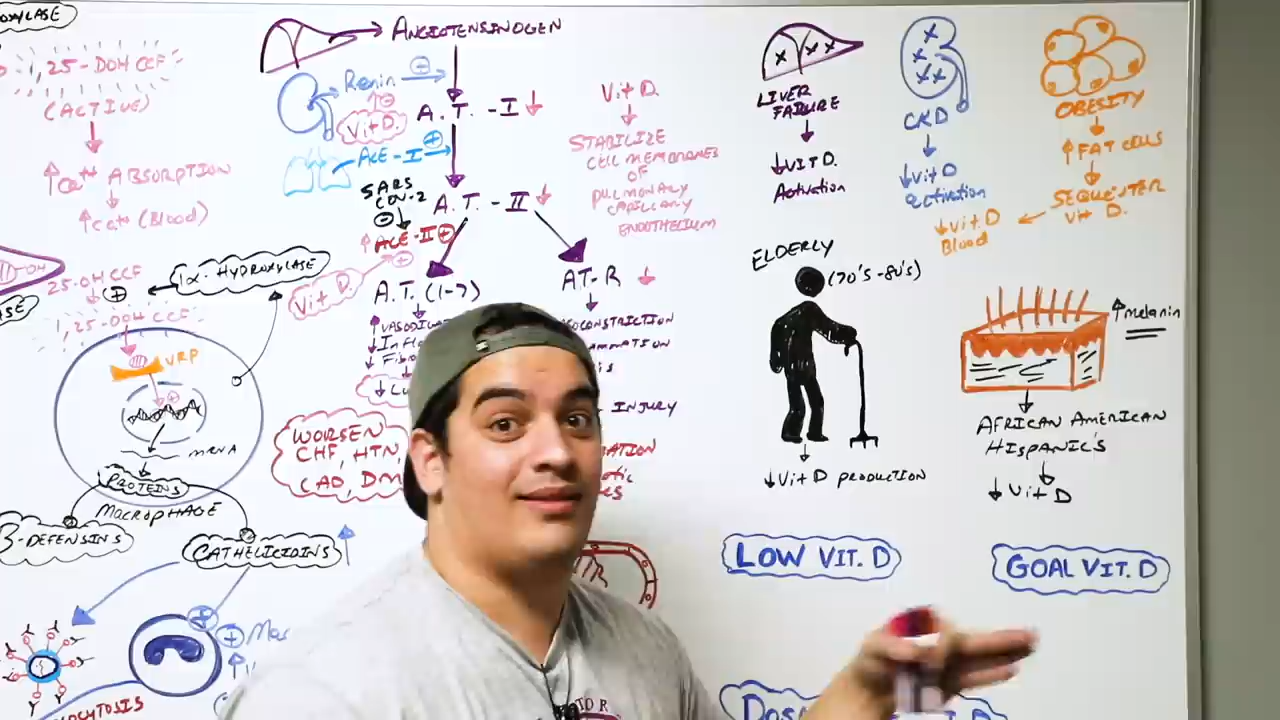 OXYLASE
1,25-DOH CCF
(ACTIVE)
↑Ca++ ABSORPTION
↑Ca++ (Blood)
25-OH CCF
1α-HYDROXYLASE
1,25-DOH CCF
VRP
mRNA
PROTEINS
MACROPHAGE
Β-DEFENSINS
CATHELICIDINS
ANGIOTENSINOGEN
Renin
Vit D.
A.T. -I ↓
ACE-I
SARS
COV-2
A.T. -II ↓
↑ ACE-II
Vit D.
A.T. (1-7)
AT-R ↓
INJURY
WORSEN
CHF, HTN,
CAD, DM
Vit D.
STABILIZE
CELL MEMBRANES
OF
PULMONARY
CAPILLARY
ENDOTHELIUM
LIVER
FAILURE
↓VIT D.
Activation
CKD
↓Vit D
activation
OBESITY
↑ FAT CELLS
SEQUESTER
Vit D.
↓Vit D
Blood
ELDERLY
(70'S-80'S)
↓Vit D PRODUCTION
↑melanin
AFRICAN AMERICAN
HISPANIC'S
↓ Vit D
LOW VIT. D
GOAL VIT. D